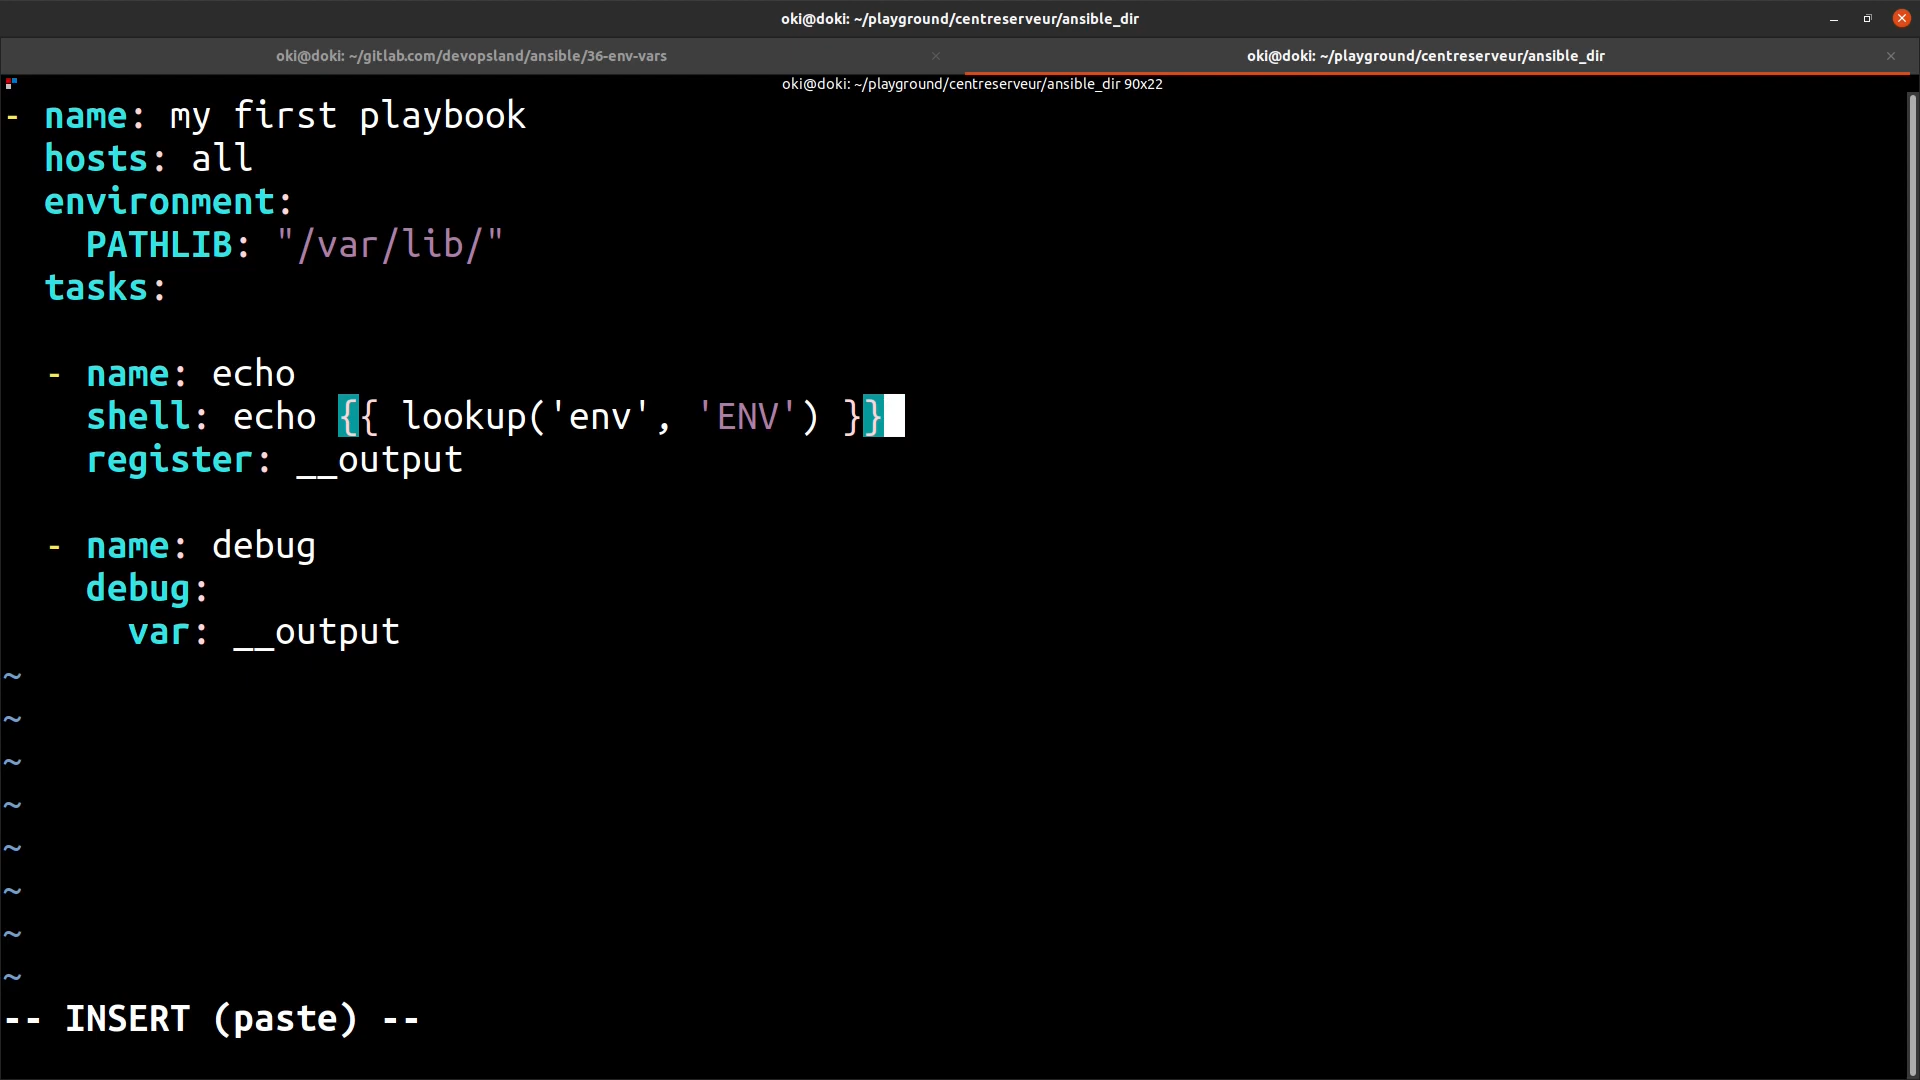 oki@doki: ~/playground/centreserveur/ansible_dir
oki@doki: ~/gitlab.com/devopsland/ansible/36-env-vars
oki@doki: ~/playground/centreserveur/ansible_dir
oki@doki: ~/playground/centreserveur/ansible_dir 90x22
- name: my first playbook
  hosts: all
  environment:
    PATHLIB: "/var/lib/"
  tasks:

  - name: echo
    shell: echo {{ lookup('env', 'ENV') }}
    register: __output

  - name: debug
    debug:
      var: __output
~
~
~
~
~
~
~
~
-- INSERT (paste) --